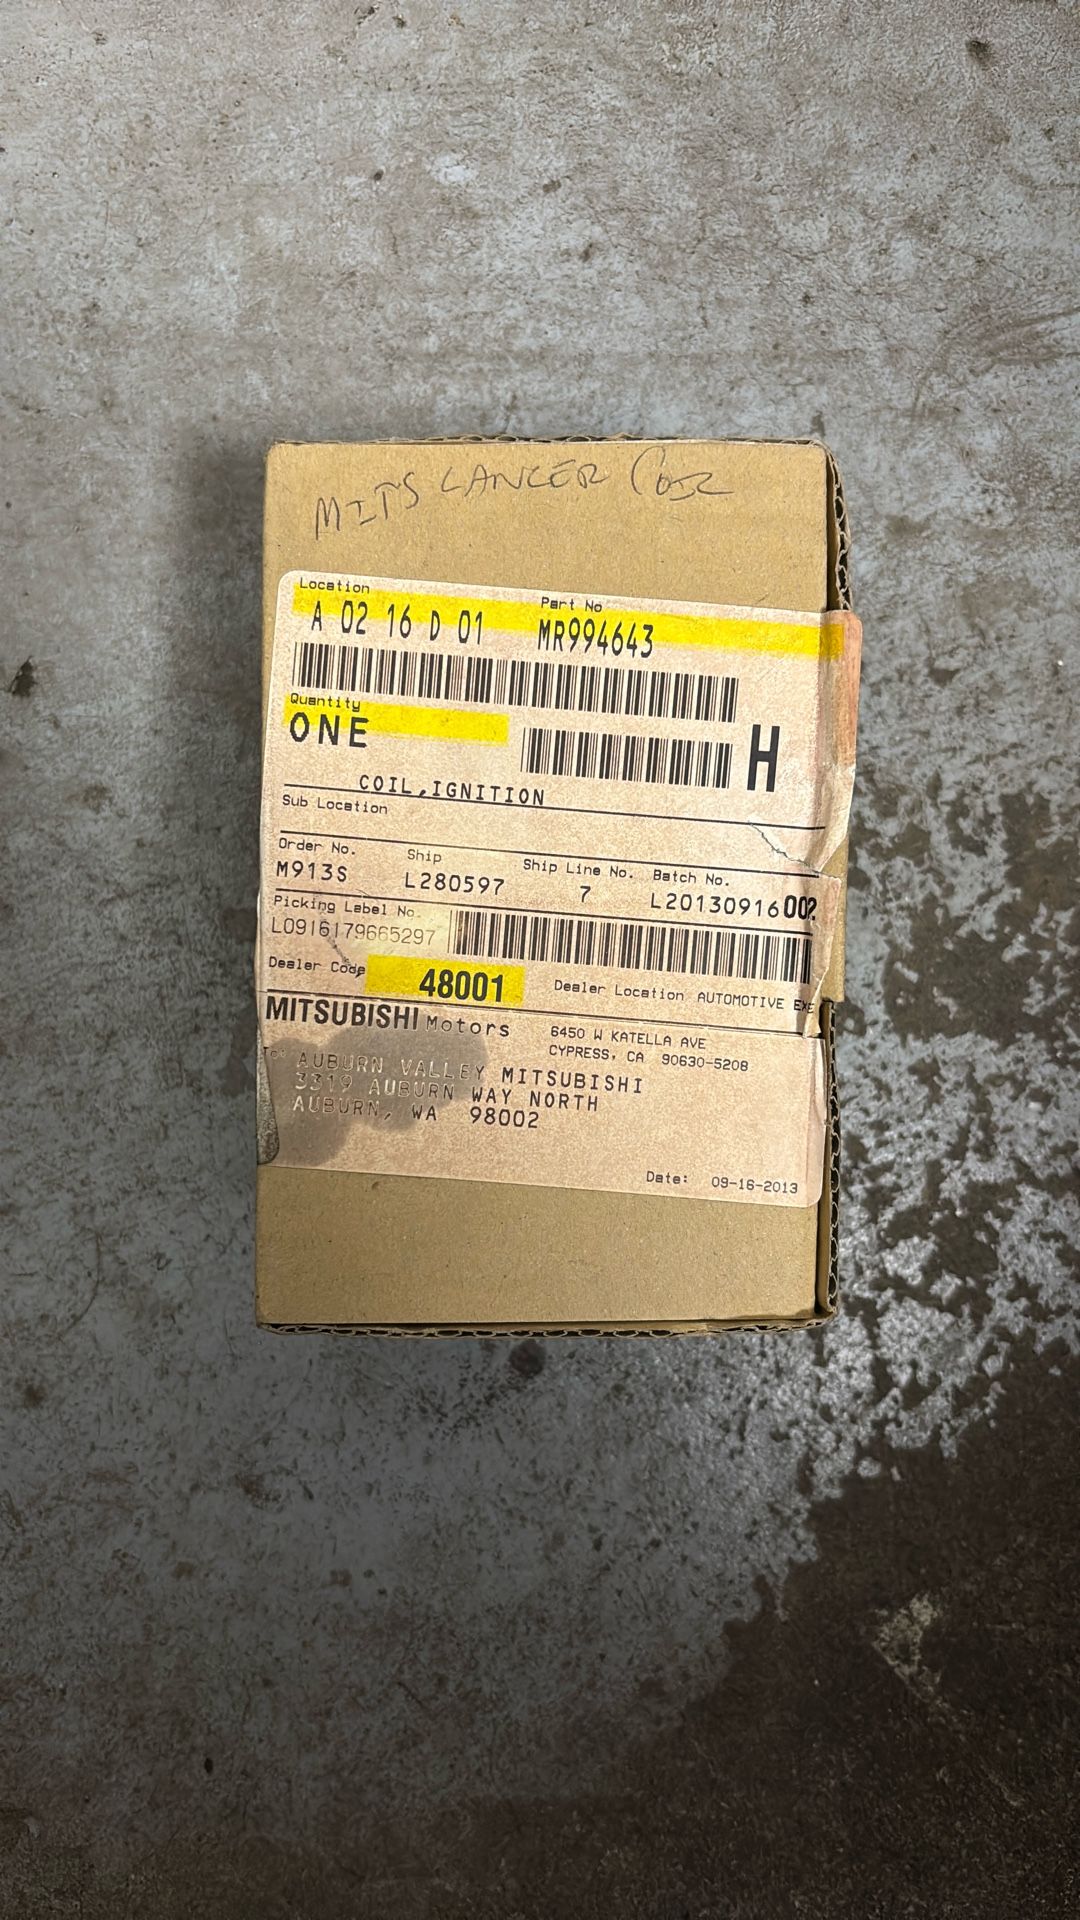 MITS LANCER COIL
Location Part No
A 02 16 D 01 MR994643
Quantity
ONE
H
COIL,IGNITION
Sub Location
Order No. Ship Ship Line No. Batch No.
M913S L280597 7 L20130916002
Picking Label No.
L0916179665297
Dealer Code 48001 Dealer Location AUTOMOTIVE EXE
MITSUBISHI Motors 6450 W KATELLA AVE
CYPRESS, CA 90630-5208
To: AUBURN VALLEY MITSUBISHI
3319 AUBURN WAY NORTH
AUBURN, WA 98002
Date: 09-16-2013